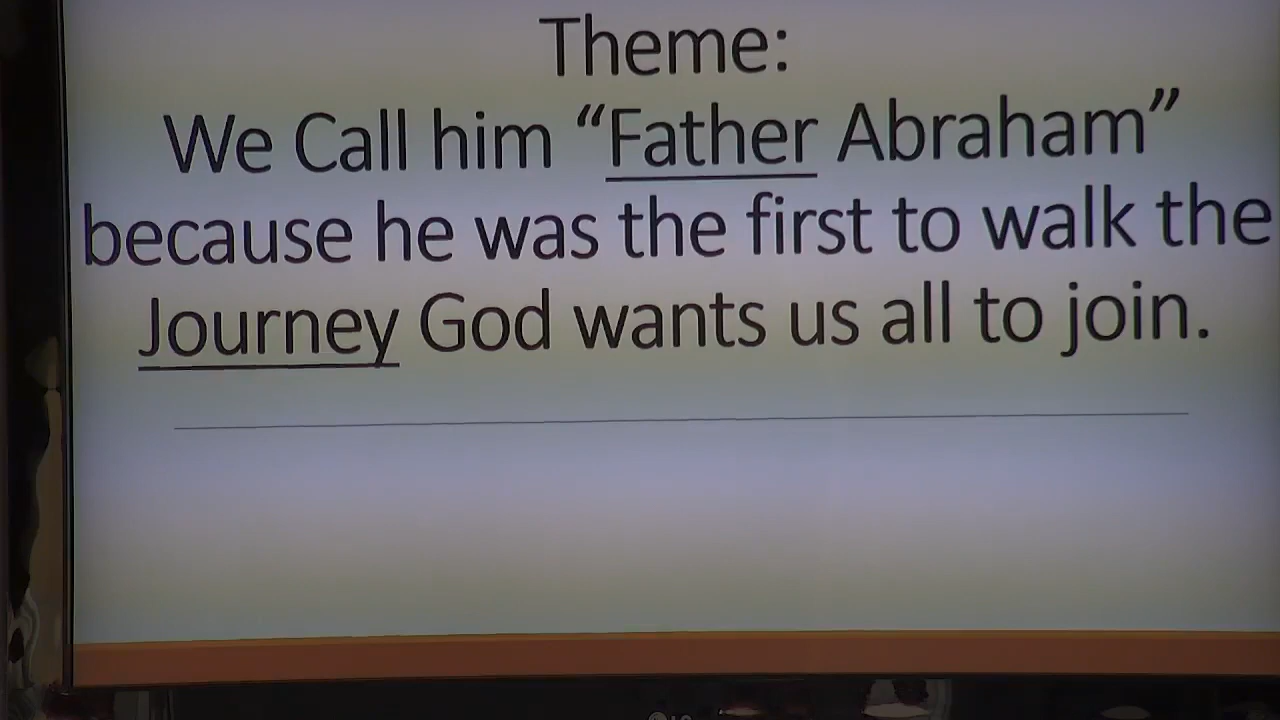 Theme:
We Call him “Father Abraham”
because he was the first to walk the
Journey God wants us all to join.